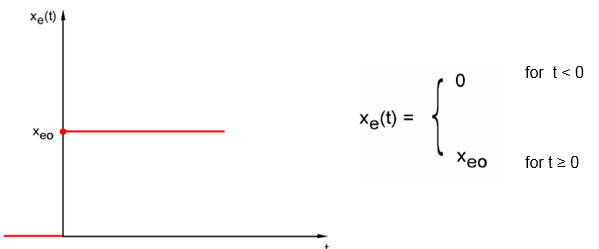 xe(t)
xeo
t
xe(t) = { 0 for t < 0
xeo for t ≥ 0